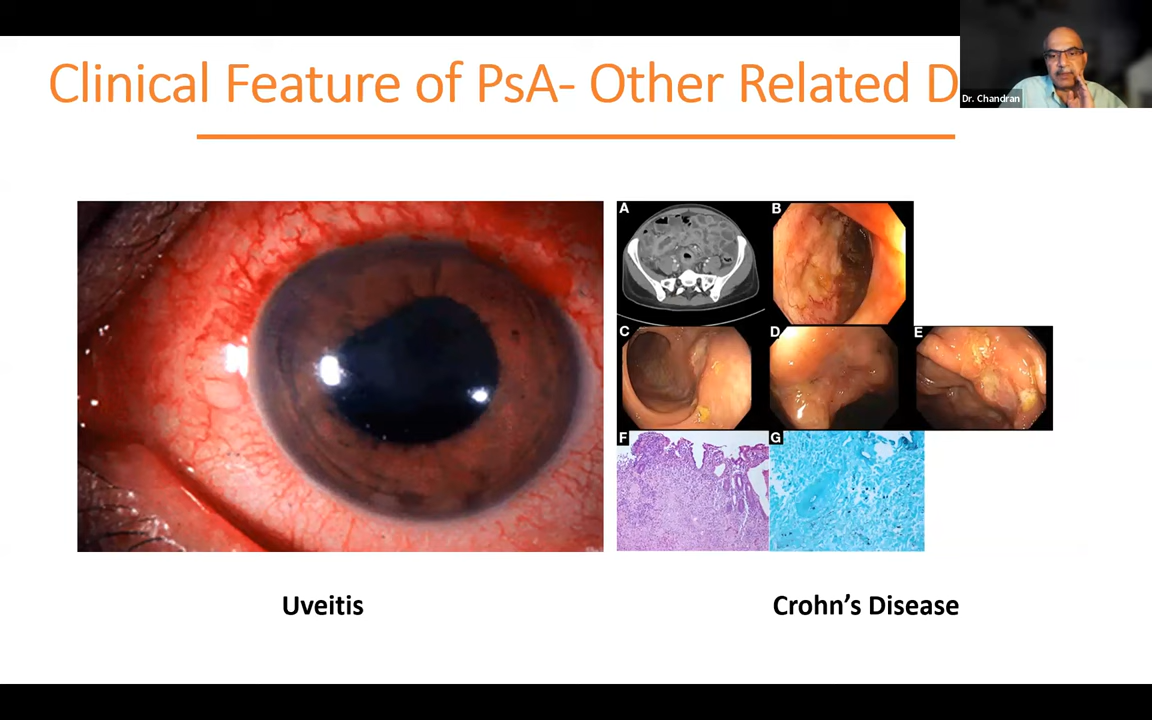 Clinical Feature of PsA- Other Related D
Dr. Chandran
A
B
C
D
E
F
G
Uveitis
Crohn's Disease